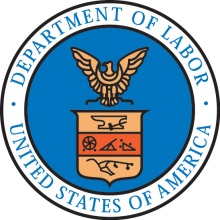 DEPARTMENT OF LABOR
UNITED STATES OF AMERICA